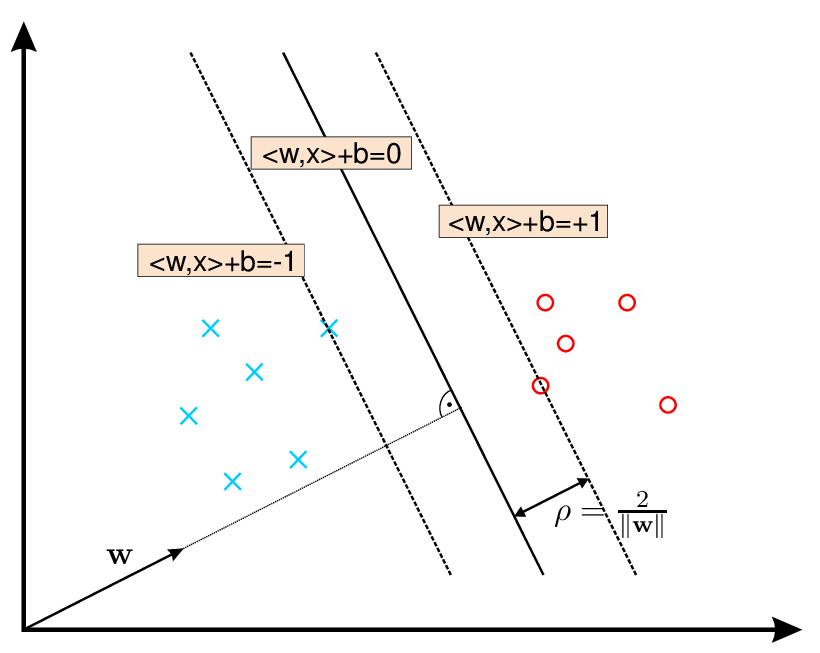 <w,x>+b=0
<w,x>+b=+1
<w,x>+b=-1
w
ρ = 2/‖w‖